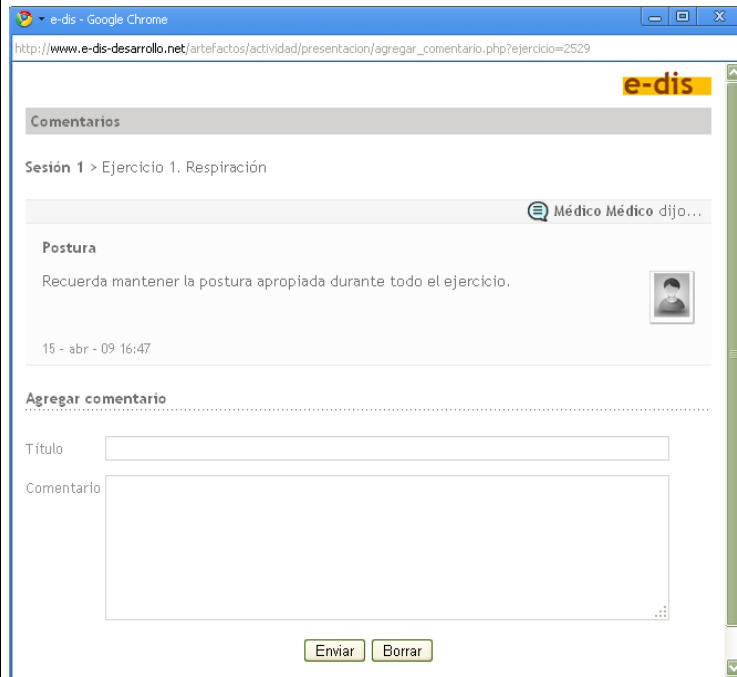 e-dis - Google Chrome
http://www.e-dis-desarrollo.net/artefactos/actividad/presentacion/agregar_comentario.php?ejercicio=2529
e-dis
Comentarios
Sesión 1 > Ejercicio 1. Respiración
Médico Médico dijo...
Postura
Recuerda mantener la postura apropiada durante todo el ejercicio.
15 - abr - 09 16:47
Agregar comentario
Título
Comentario
Enviar Borrar